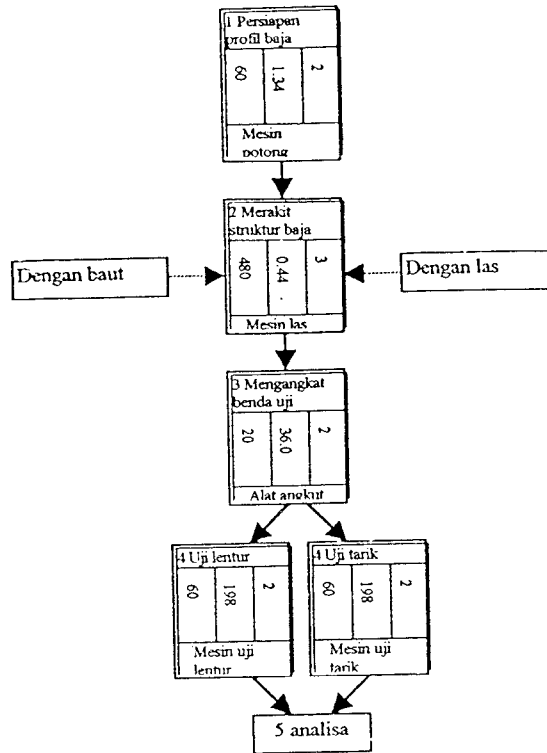 1 Persiapan
profil baja
60 1.34 2
Mesin
potong
2 Merakit
struktur baja
Dengan baut
480 0.44 3
Dengan las
Mesin las
3 Mengangkat
benda uji
20 36.0 2
Alat angkut
4 Uji lentur
60 198 2
Mesin uji
lentur
4 Uji tarik
60 198 2
Mesin uji
tarik
5 analisa